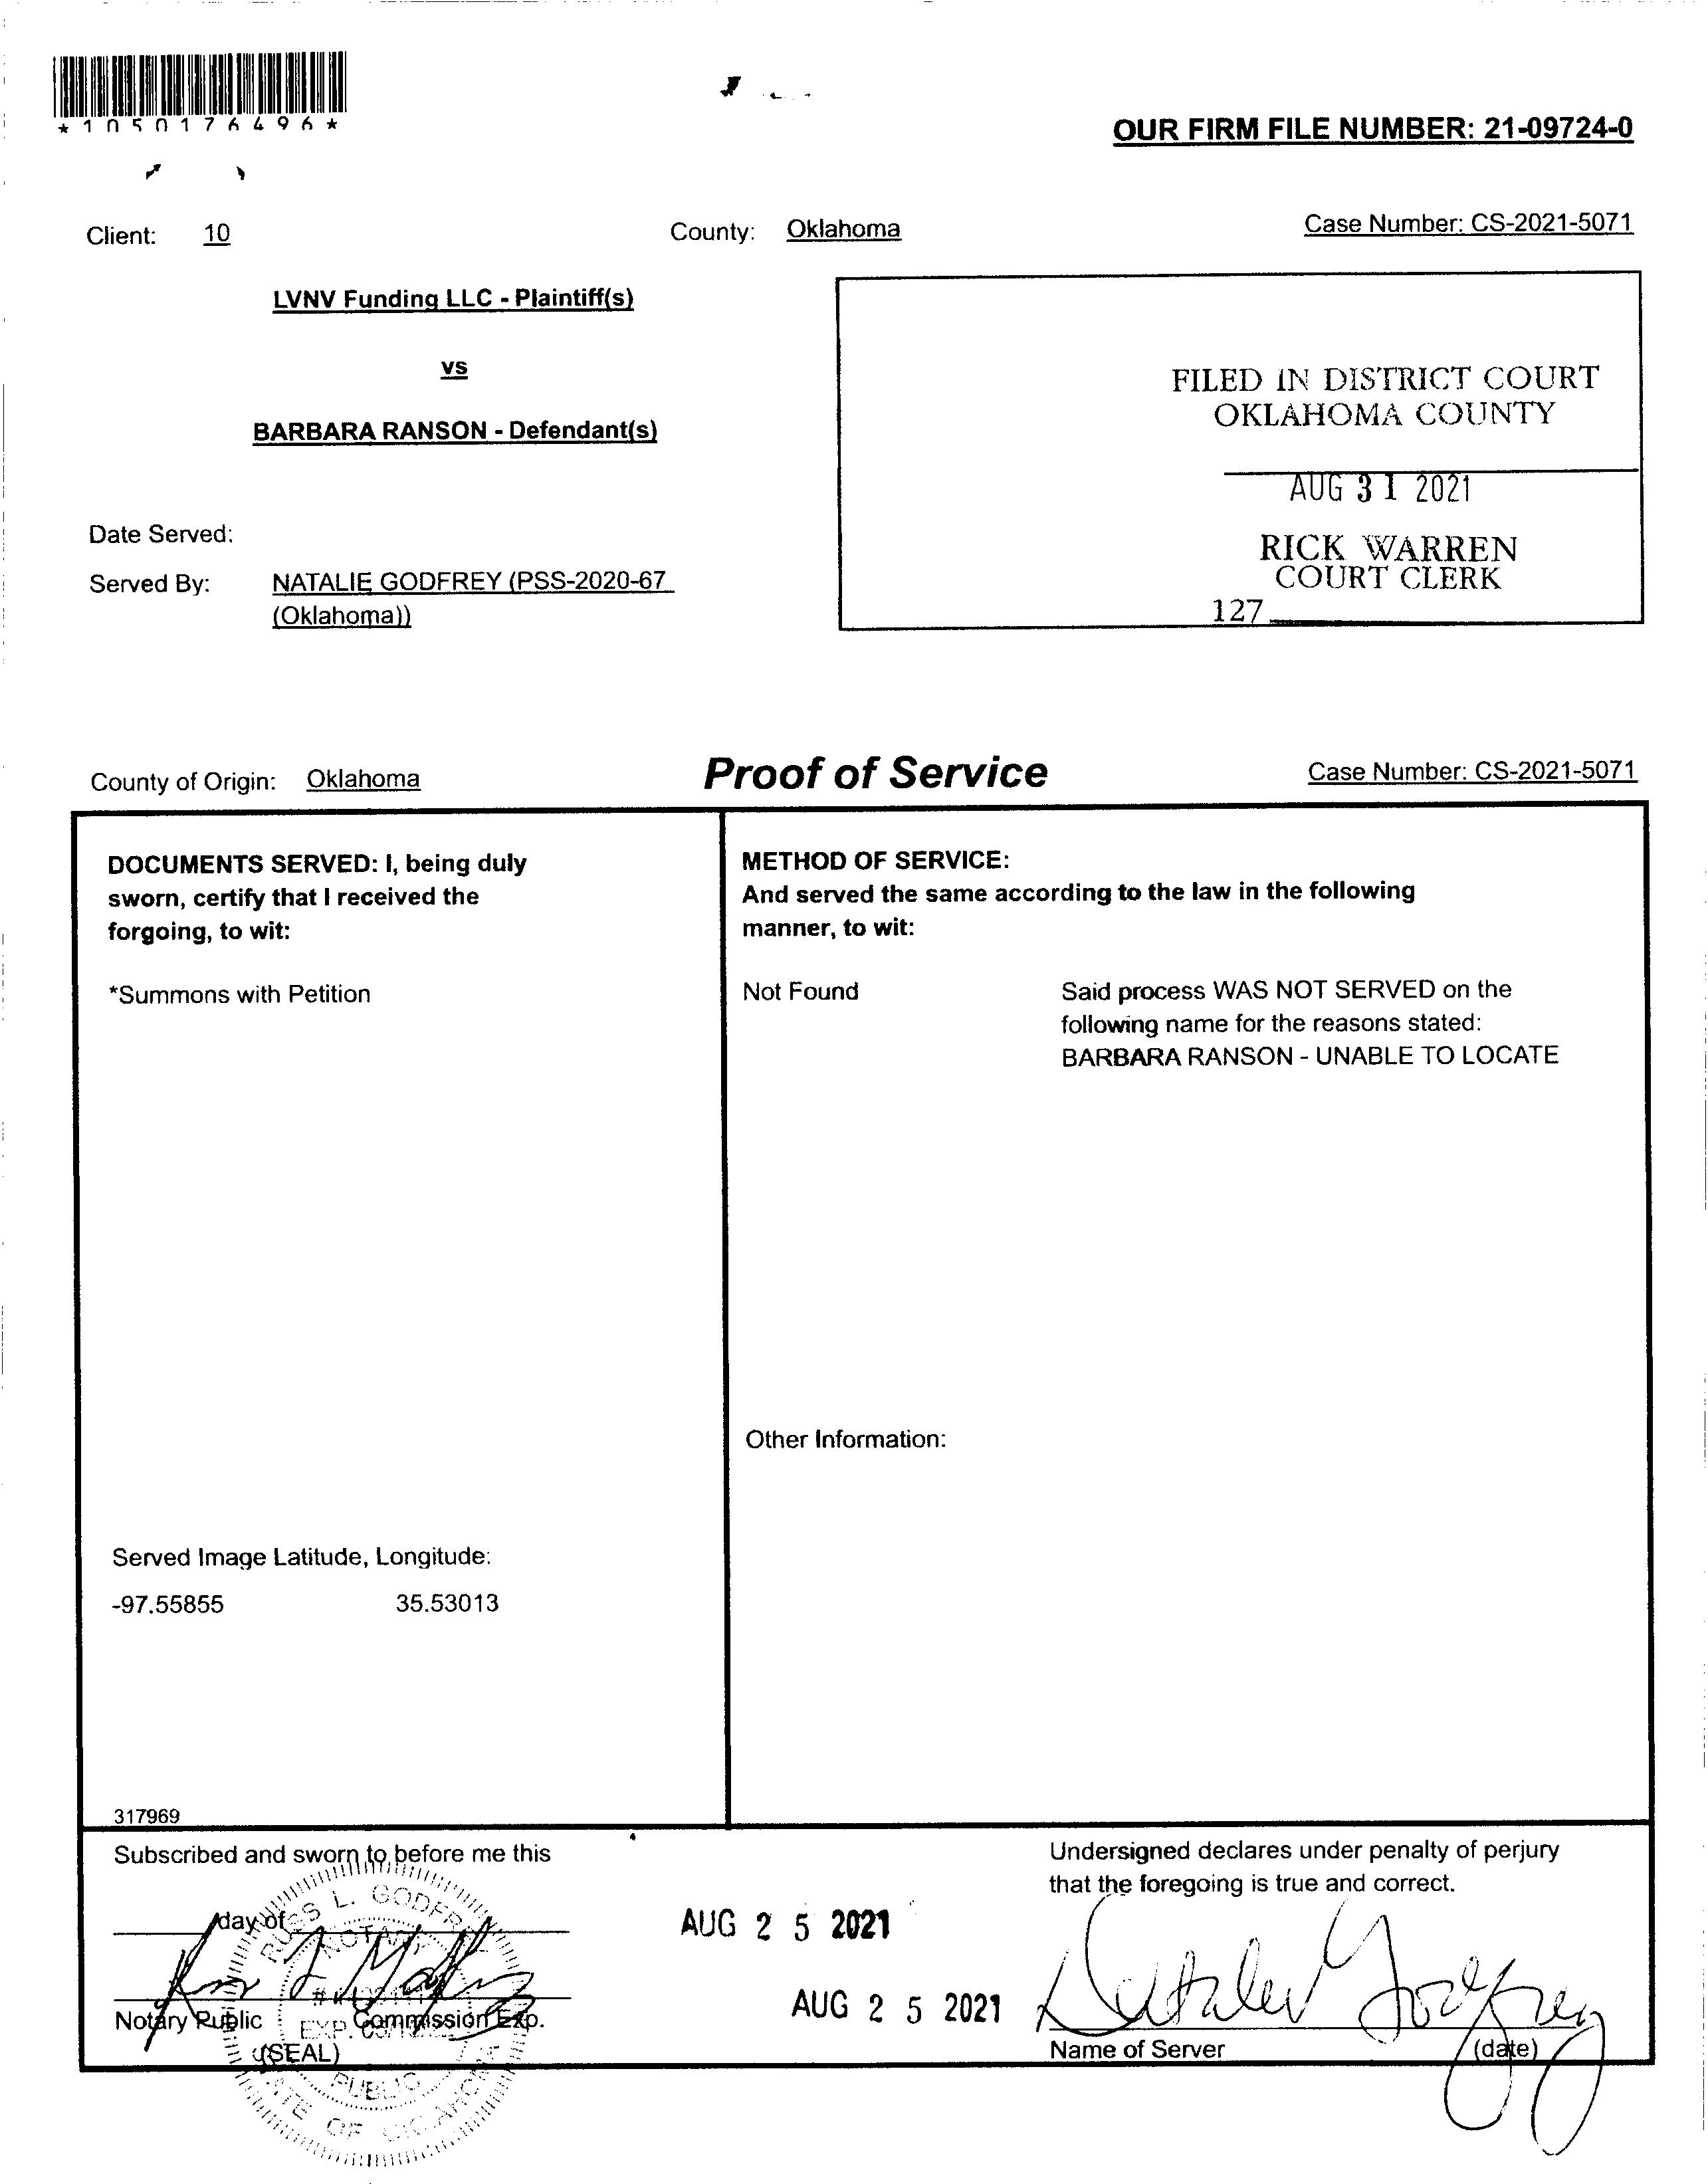 *1050176496*
OUR FIRM FILE NUMBER: 21-09724-0
Client: 10
County: Oklahoma
Case Number: CS-2021-5071
LVNV Funding LLC - Plaintiff(s)
vs
BARBARA RANSON - Defendant(s)
FILED IN DISTRICT COURT
OKLAHOMA COUNTY
AUG 31 2021
RICK WARREN
COURT CLERK
127
Date Served:
Served By: NATALIE GODFREY (PSS-2020-67
(Oklahoma))
County of Origin: Oklahoma
Proof of Service
Case Number: CS-2021-5071
DOCUMENTS SERVED: I, being duly
sworn, certify that I received the
forgoing, to wit:
*Summons with Petition
METHOD OF SERVICE:
And served the same according to the law in the following
manner, to wit:
Not Found
Said process WAS NOT SERVED on the
following name for the reasons stated:
BARBARA RANSON - UNABLE TO LOCATE
Other Information:
Served Image Latitude, Longitude:
-97.55855 35.53013
317969
Subscribed and sworn to before me this
day of
AUG 25 2021
Notary Public Commission Exp.
(SEAL)
RUSS L. GODFREY
NOTARY
EXP.
PUBLIC
STATE OF OKLAHOMA
Undersigned declares under penalty of perjury
that the foregoing is true and correct.
AUG 25 2021
Natalie Godfrey
Name of Server (date)